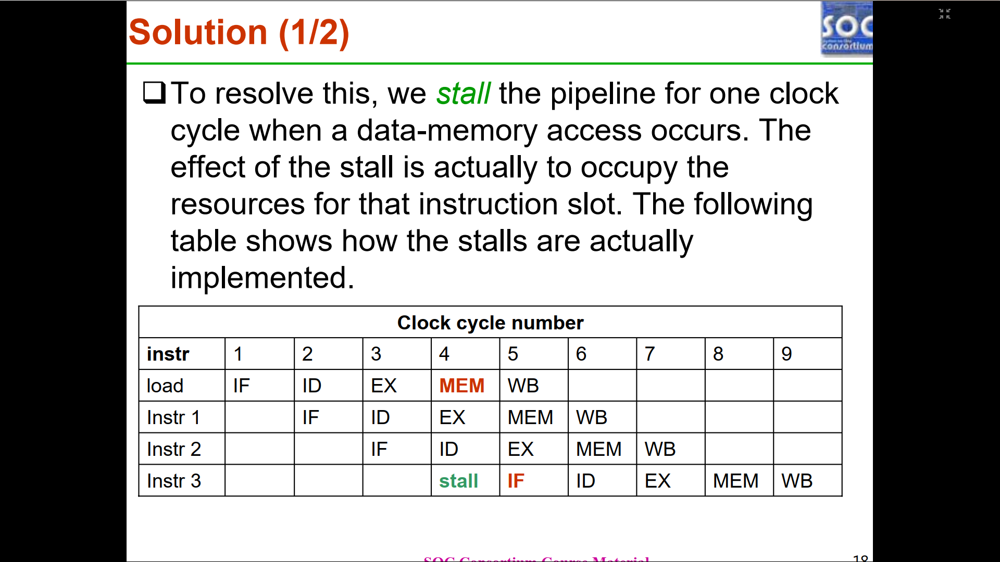 Solution (1/2)
SOC
consortium
To resolve this, we stall the pipeline for one clock
cycle when a data-memory access occurs. The
effect of the stall is actually to occupy the
resources for that instruction slot. The following
table shows how the stalls are actually
implemented.
Clock cycle number
instr 1 2 3 4 5 6 7 8 9
load IF ID EX MEM WB
Instr 1 IF ID EX MEM WB
Instr 2 IF ID EX MEM WB
Instr 3 stall IF ID EX MEM WB
SOC Consortium Course Material
18